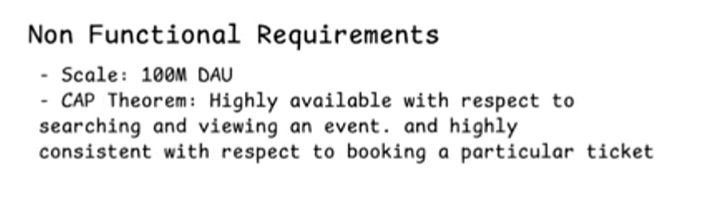 Non Functional Requirements
- Scale: 100M DAU
- CAP Theorem: Highly available with respect to
searching and viewing an event. and highly
consistent with respect to booking a particular ticket